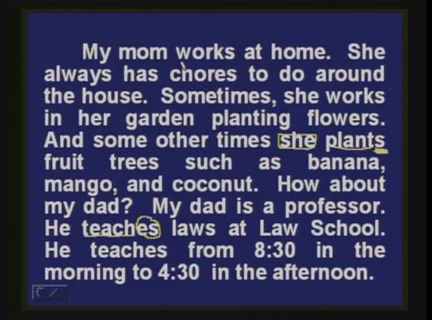 My mom works at home. She
always has chores to do around
the house. Sometimes, she works
in her garden planting flowers.
And some other times she plants
fruit trees such as banana,
mango, and coconut. How about
my dad? My dad is a professor.
He teaches laws at Law School.
He teaches from 8:30 in the
morning to 4:30 in the afternoon.